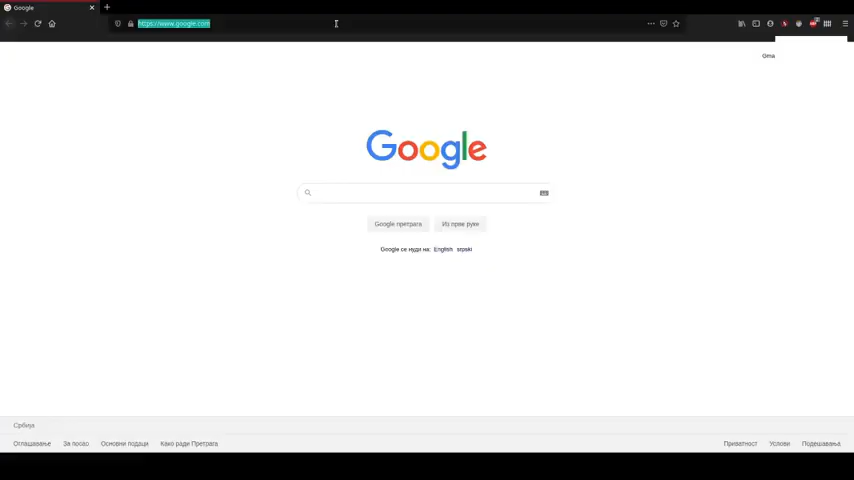 Google
https://www.google.com
Gma
Google
Google претрага
Из прве руке
Google се нуди на: English srpski
Србија
Оглашавање За посао Основни подаци Како ради Претрага
Приватност Услови Подешавања